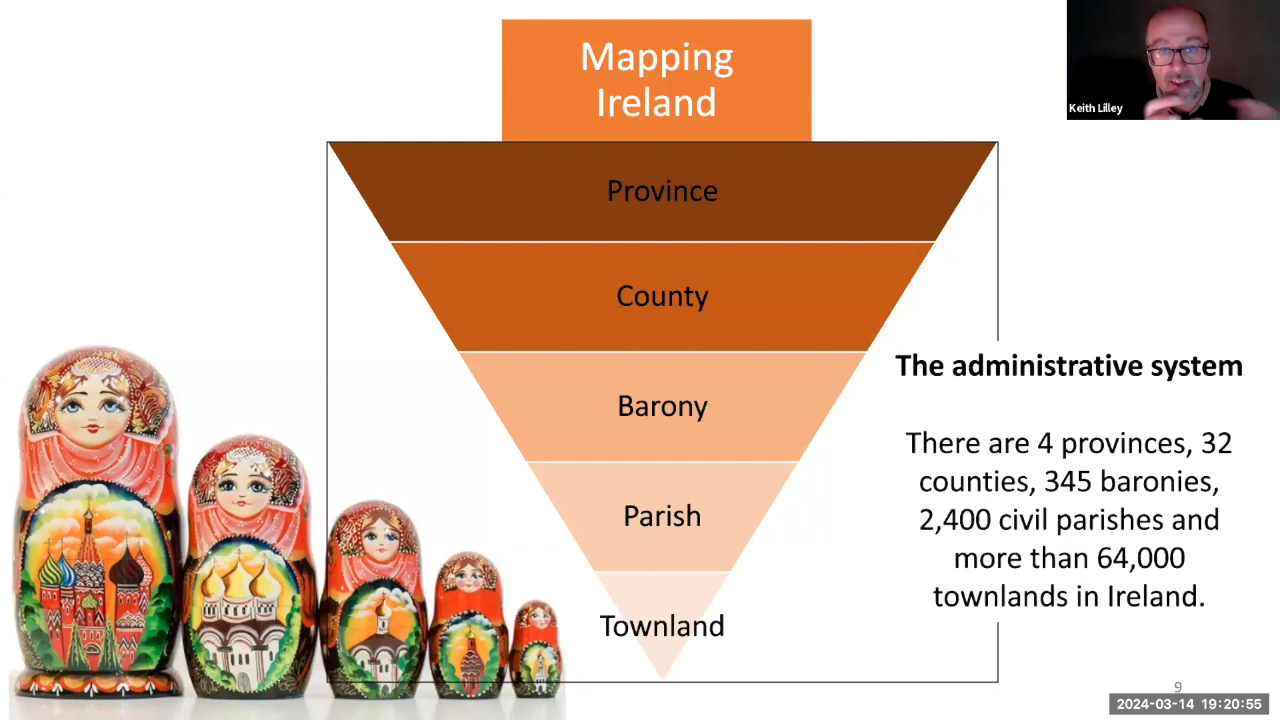 Mapping
Ireland
Keith Lilley
Province
County
Barony
Parish
Townland
The administrative system
There are 4 provinces, 32
counties, 345 baronies,
2,400 civil parishes and
more than 64,000
townlands in Ireland.
9
2024-03-14 19:20:55